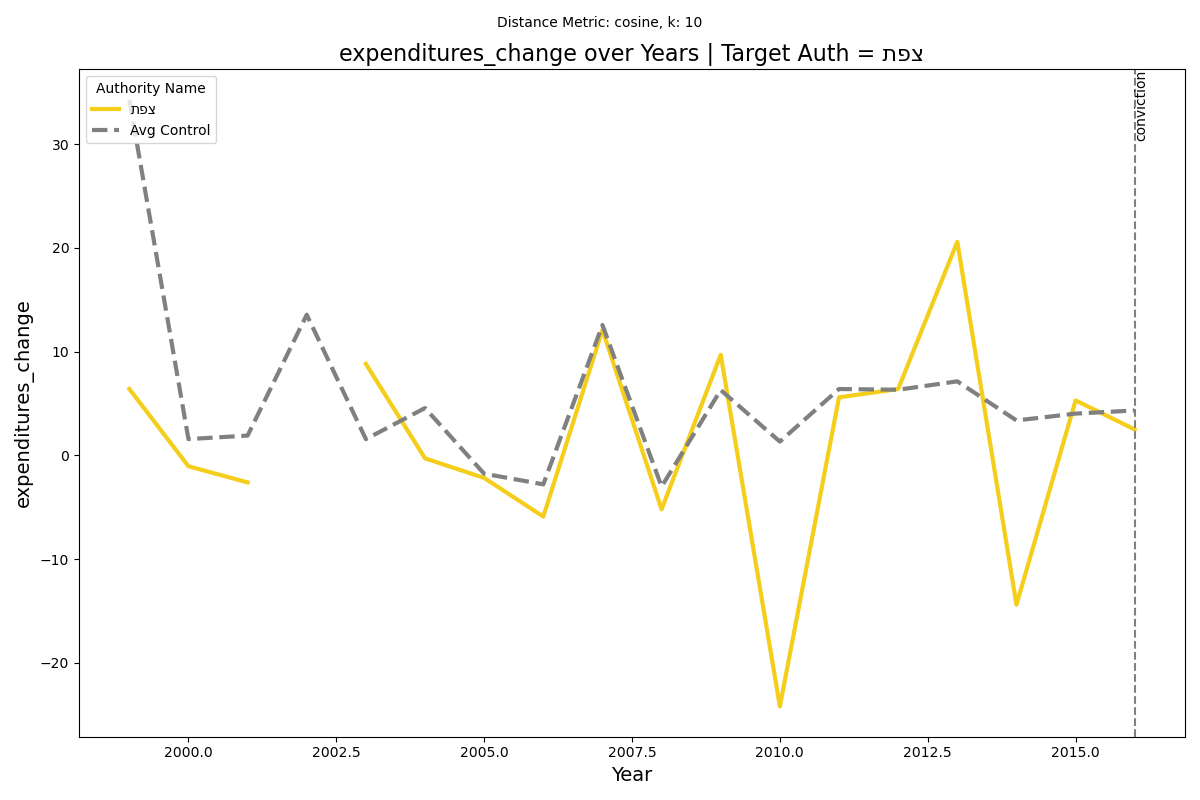 Distance Metric: cosine, k: 10
expenditures_change over Years | Target Auth = צפת
Authority Name
צפת
Avg Control
conviction
expenditures_change
30
20
10
0
−10
−20
2000.0 2002.5 2005.0 2007.5 2010.0 2012.5 2015.0
Year